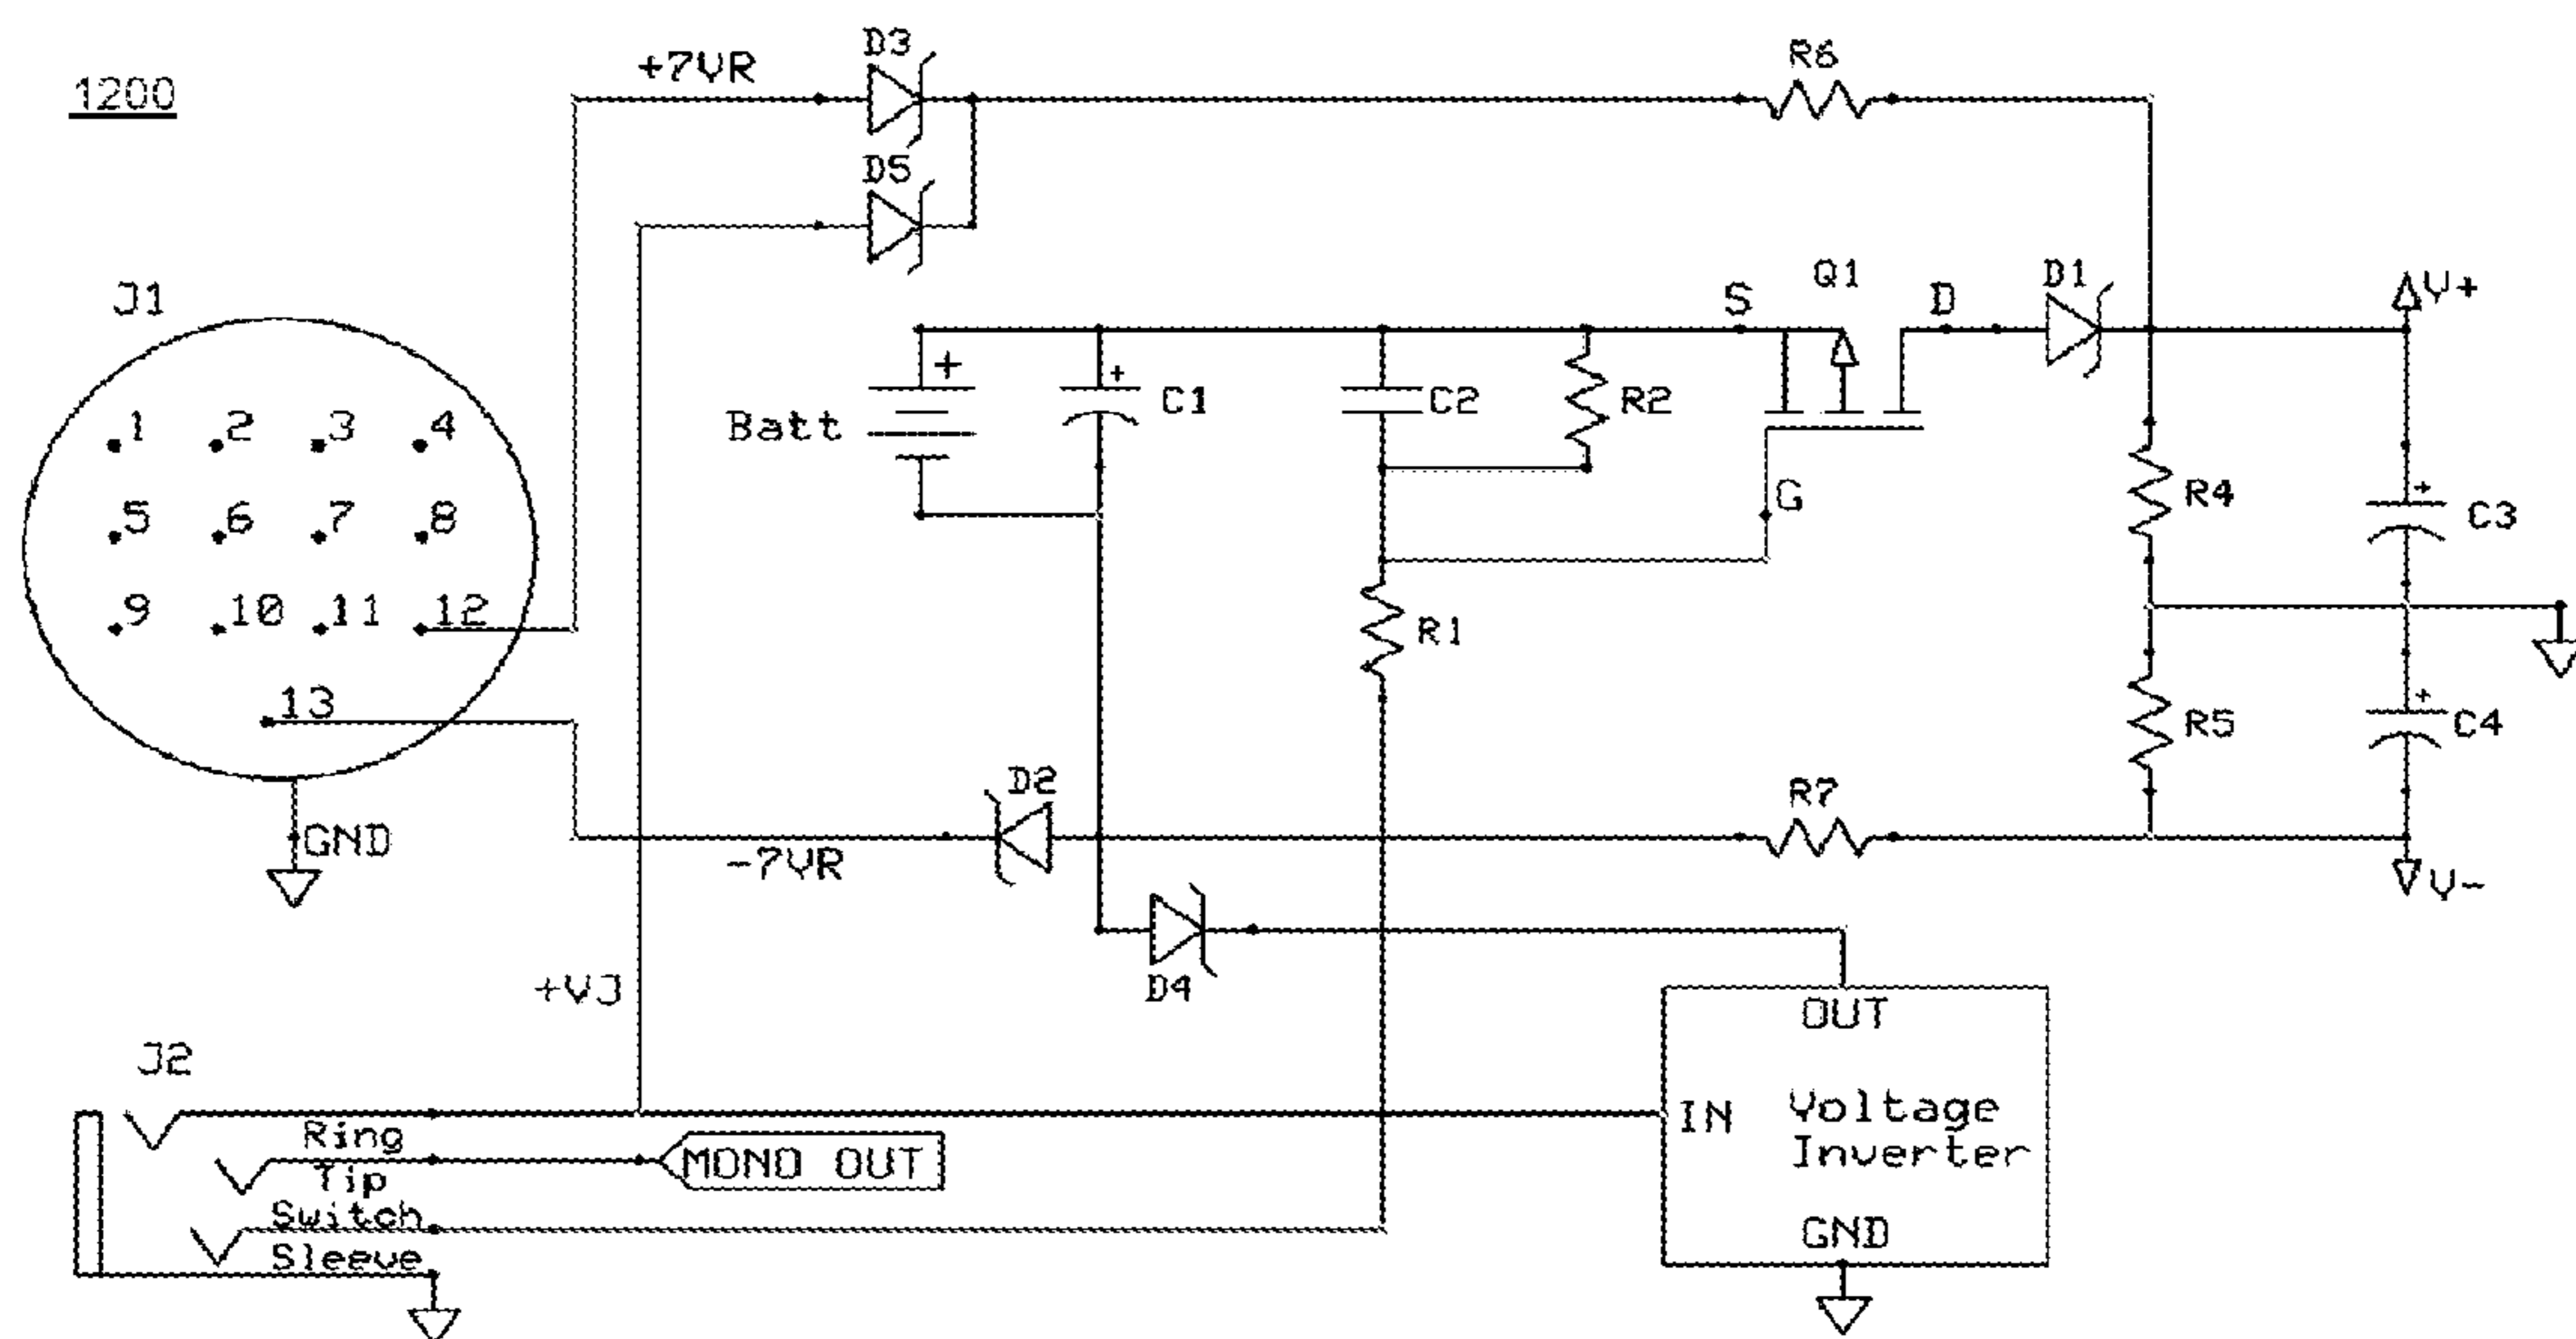 1200
+7VR
D3
R6
D5
J1
S
Q1
D
D1
V+
+
+
Batt
C1
C2
R2
1
2
3
4
G
R4
+
C3
5
6
7
8
9
10
11
12
R1
13
+
R5
C4
D2
R7
GND
-7VR
V-
D4
+VJ
OUT
J2
IN
Voltage
Inverter
Ring
MONO OUT
Tip
Switch
GND
Sleeve